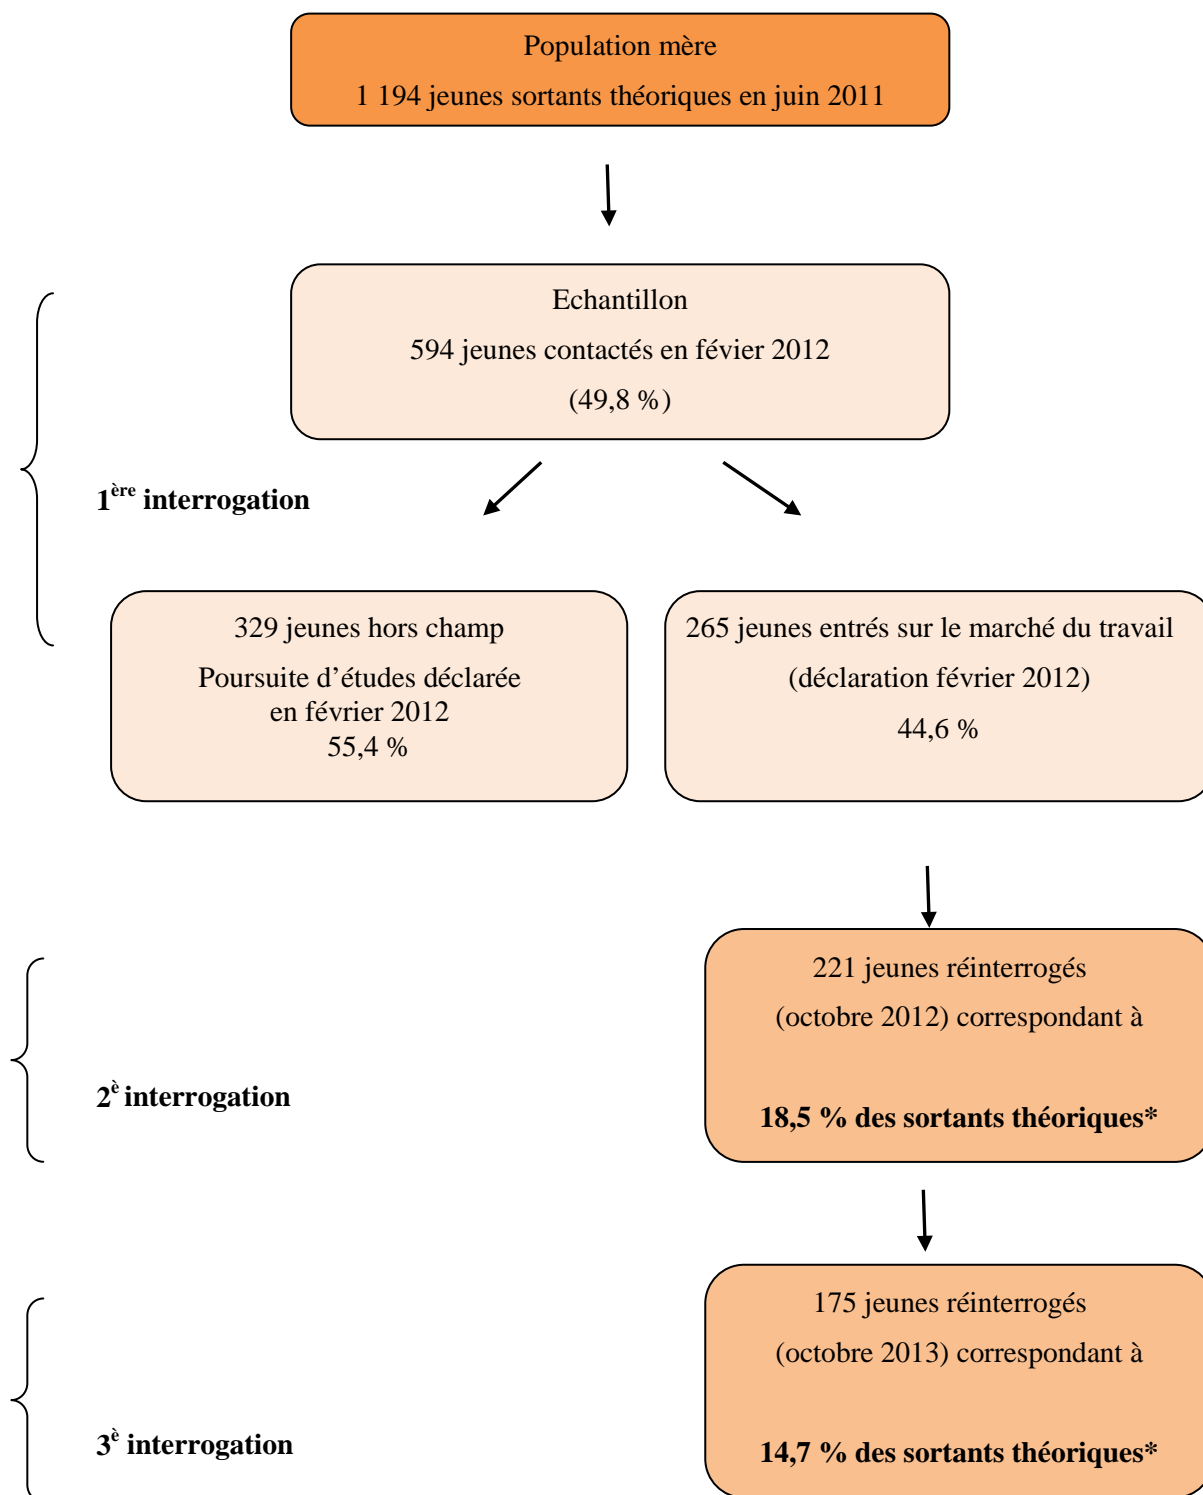 Population mère
1 194 jeunes sortants théoriques en juin 2011
Echantillon
594 jeunes contactés en févier 2012
(49,8 %)
1ère interrogation
329 jeunes hors champ
Poursuite d’études déclarée
en février 2012
55,4 %
265 jeunes entrés sur le marché du travail
(déclaration février 2012)
44,6 %
221 jeunes réinterrogés
(octobre 2012) correspondant à
18,5 % des sortants théoriques*
2è interrogation
175 jeunes réinterrogés
(octobre 2013) correspondant à
14,7 % des sortants théoriques*
3è interrogation